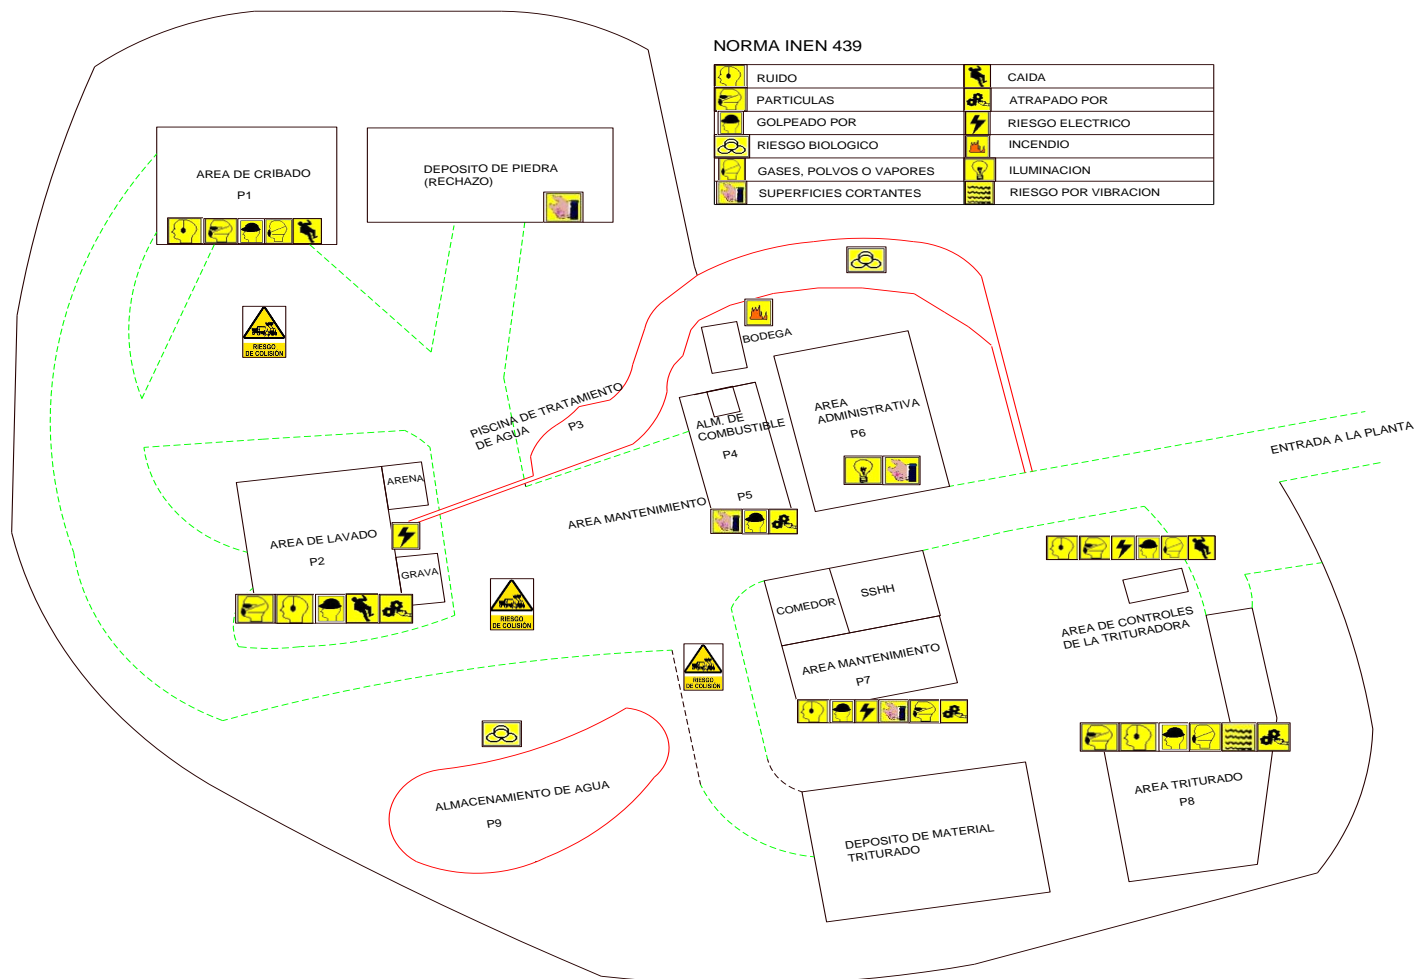 NORMA INEN 439
RUIDO
CAIDA
PARTICULAS
ATRAPADO POR
GOLPEADO POR
RIESGO ELECTRICO
RIESGO BIOLOGICO
INCENDIO
GASES, POLVOS O VAPORES
ILUMINACION
SUPERFICIES CORTANTES
RIESGO POR VIBRACION
AREA DE CRIBADO
P1
DEPOSITO DE PIEDRA
(RECHAZO)
RIESGO
DE COLISIÓN
BODEGA
PISCINA DE TRATAMIENTO
DE AGUA
P3
ALM. DE
COMBUSTIBLE
P4
P5
AREA
ADMINISTRATIVA
P6
ENTRADA A LA PLANTA
AREA MANTENIMIENTO
ARENA
AREA DE LAVADO
P2
GRAVA
RIESGO
DE COLISIÓN
COMEDOR
SSHH
AREA MANTENIMIENTO
P7
AREA DE CONTROLES
DE LA TRITURADORA
RIESGO
DE COLISIÓN
ALMACENAMIENTO DE AGUA
P9
AREA TRITURADO
P8
DEPOSITO DE MATERIAL
TRITURADO